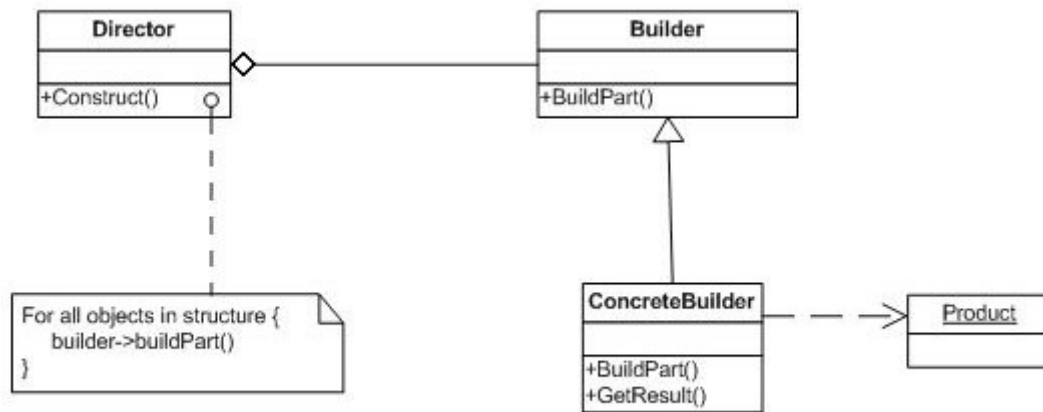 Director
Builder
+Construct()
+BuildPart()
For all objects in structure {
builder->buildPart()
}
ConcreteBuilder
+BuildPart()
+GetResult()
Product